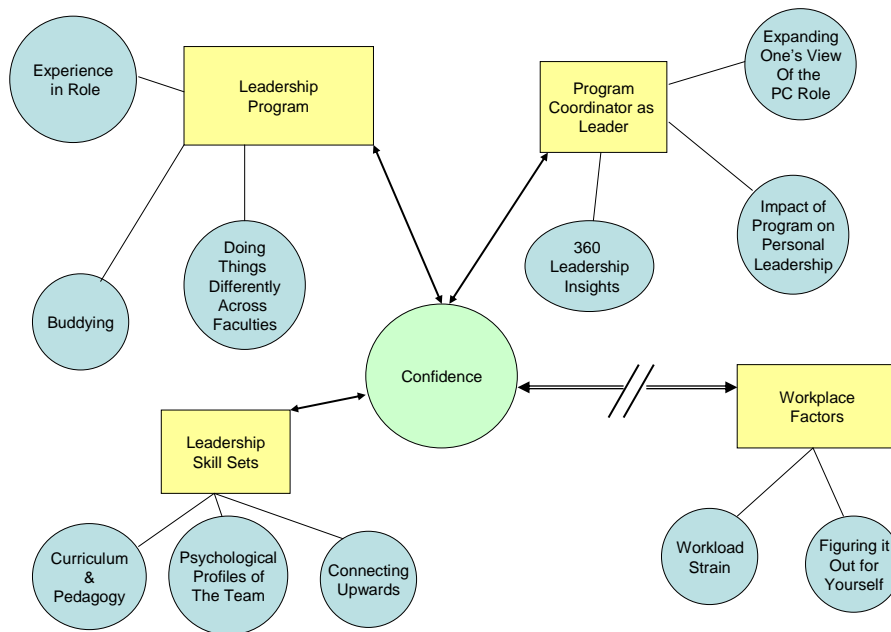 Experience
in Role
Leadership
Program
Program
Coordinator as
Leader
Expanding
One's View
Of the
PC Role
Buddying
Doing
Things
Differently
Across
Faculties
360
Leadership
Insights
Impact of
Program on
Personal
Leadership
Confidence
Leadership
Skill Sets
Workplace
Factors
Curriculum
&
Pedagogy
Psychological
Profiles of
The Team
Connecting
Upwards
Workload
Strain
Figuring it
Out for
Yourself